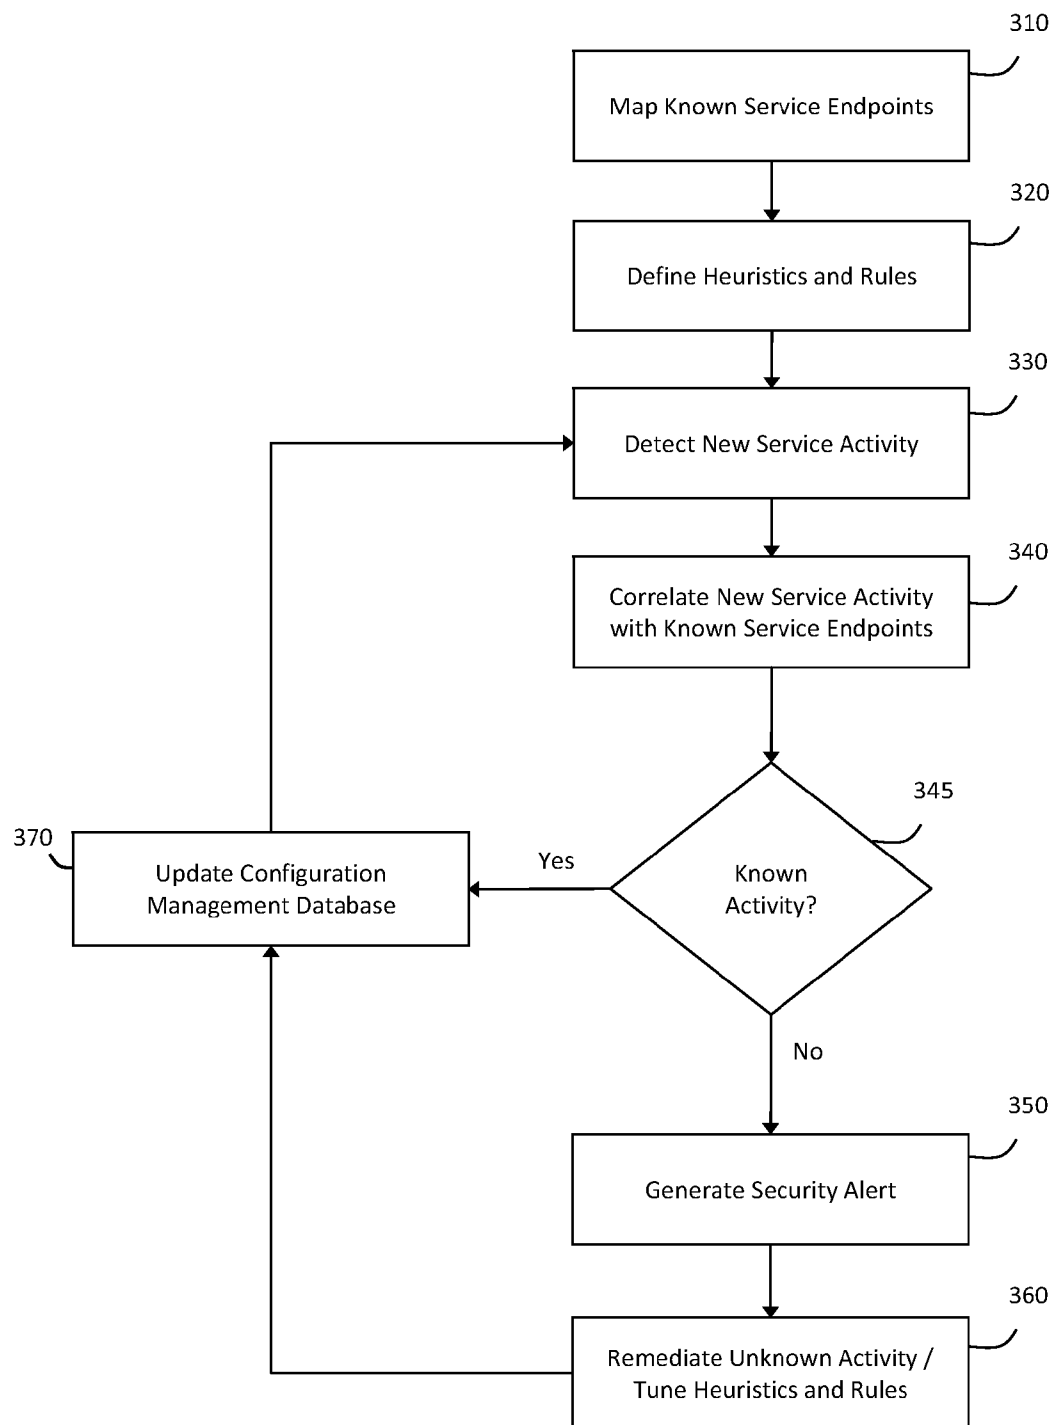 310
Map Known Service Endpoints
320
Define Heuristics and Rules
330
Detect New Service Activity
340
Correlate New Service Activity
with Known Service Endpoints
345
Known
Activity?
370
Update Configuration
Management Database
Yes
No
350
Generate Security Alert
360
Remediate Unknown Activity /
Tune Heuristics and Rules